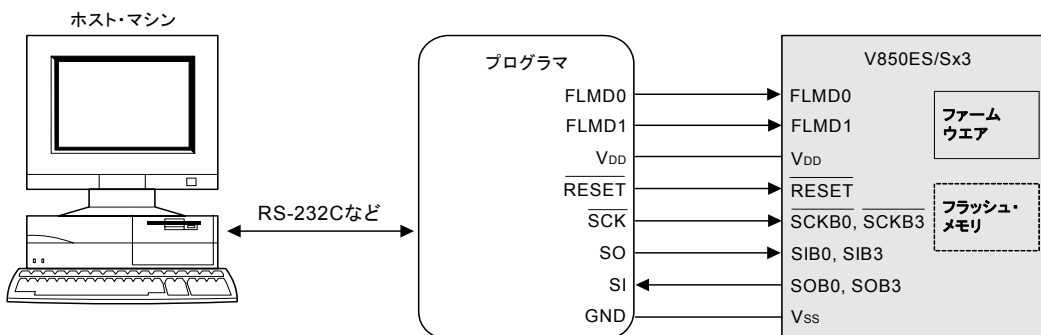 ホスト・マシン
RS-232Cなど
プログラマ
FLMD0
FLMD1
VDD
RESET
SCK
SO
SI
GND
V850ES/Sx3
FLMD0
FLMD1
VDD
RESET
SCKB0, SCKB3
SIB0, SIB3
SOB0, SOB3
VSS
ファーム
ウエア
フラッシュ・
メモリ